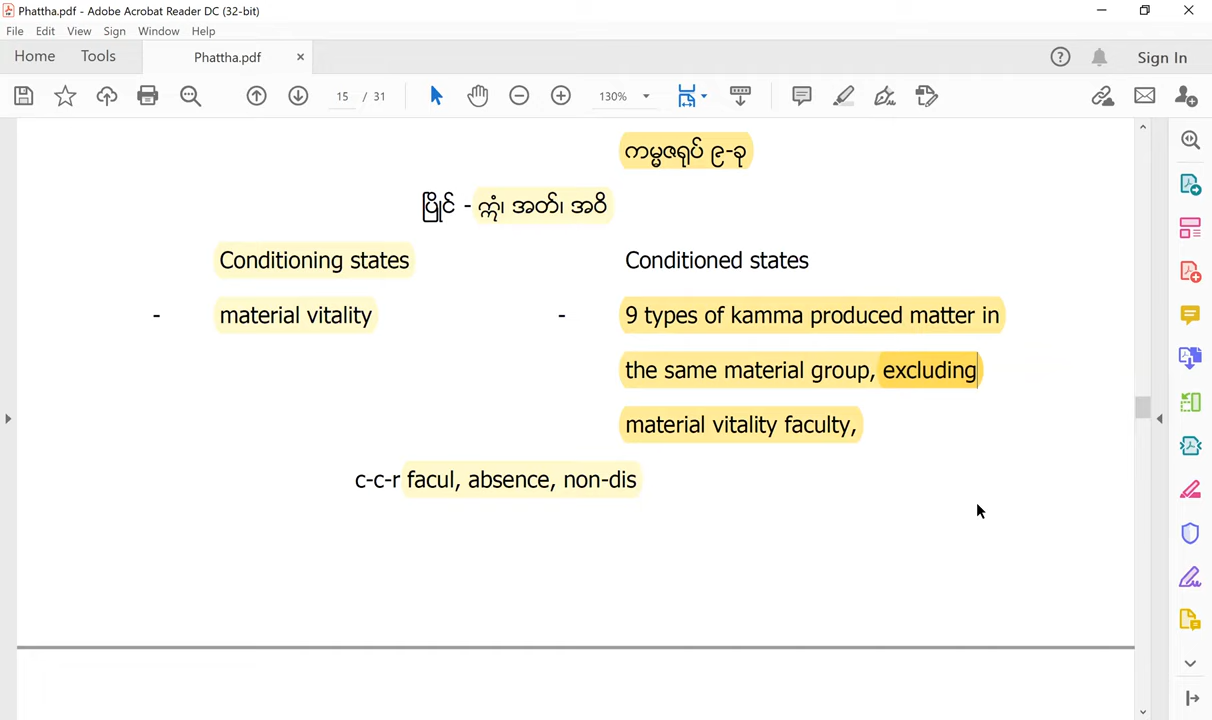 Phattha.pdf - Adobe Acrobat Reader DC (32-bit)
File Edit View Sign Window Help
Home Tools Phattha.pdf × Sign In
15 / 31 130%
ကမ္မဇရုပ် ၉-ခု
ပြိုင် - ဣံ၊ အတ်၊ အဝိ
Conditioning states Conditioned states
- material vitality - 9 types of kamma produced matter in
the same material group, excluding
material vitality faculty,
c-c-r facul, absence, non-dis